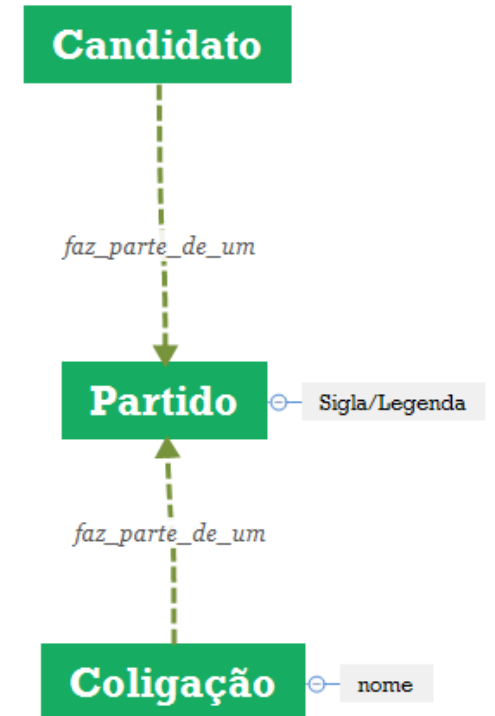 Candidato
faz_parte_de_um
Partido
Sigla/Legenda
faz_parte_de_um
Coligação
nome